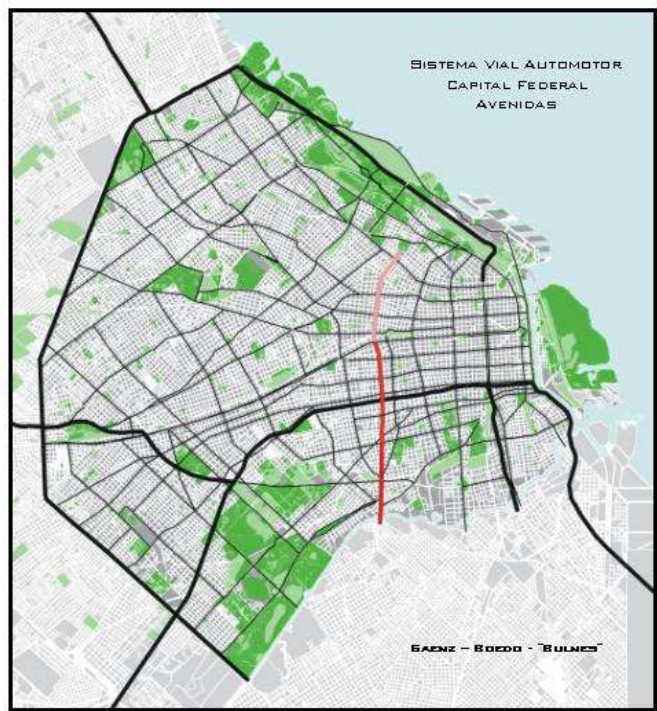 SISTEMA VIAL AUTOMOTOR
CAPITAL FEDERAL
AVENIDAS
SAENZ – BOEDO - "BULNES"